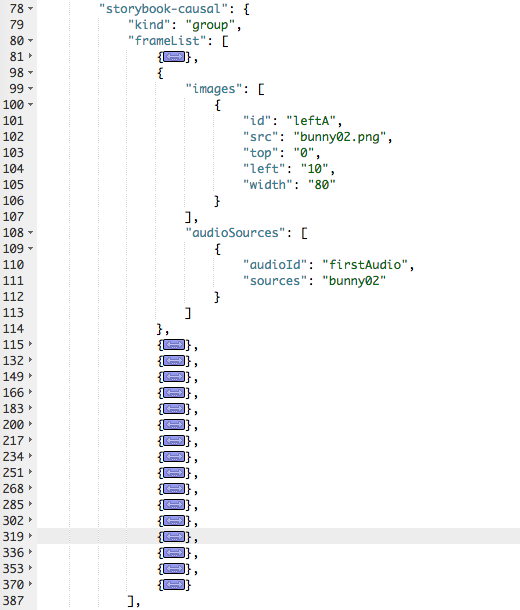 78 "storybook-causal": {
79 "kind": "group",
80 "frameList": [
81 {},
98 {
99 "images": [
100 {
101 "id": "leftA",
102 "src": "bunny02.png",
103 "top": "0",
104 "left": "10",
105 "width": "80"
106 }
107 ],
108 "audioSources": [
109 {
110 "audioId": "firstAudio",
111 "sources": "bunny02"
112 }
113 ]
114 },
115 {},
132 {},
149 {},
166 {},
183 {},
200 {},
217 {},
234 {},
251 {},
268 {},
285 {},
302 {},
319 {},
336 {},
353 {},
370 {}
387 ],